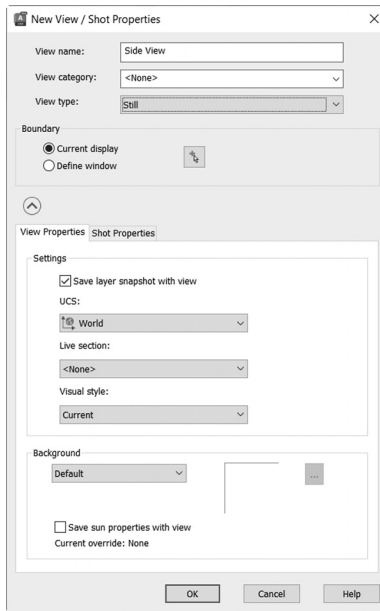 New View / Shot Properties
View name: Side View
View category: <None>
View type: Still
Boundary
Current display
Define window
View Properties Shot Properties
Settings
Save layer snapshot with view
UCS:
World
Live section:
<None>
Visual style:
Current
Background
Default
...
Save sun properties with view
Current override: None
OK Cancel Help